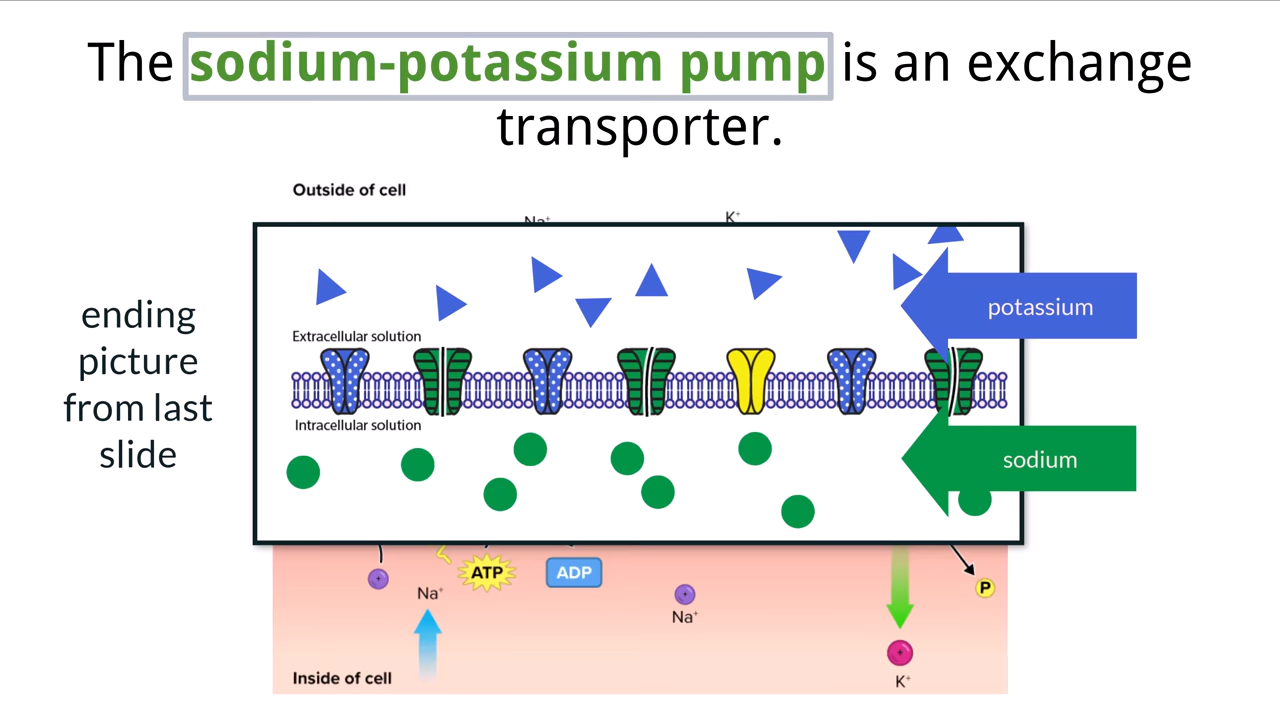 The sodium-potassium pump is an exchange
transporter.
Outside of cell
Na⁺
K⁺
ending
picture
from last
slide
potassium
Extracellular solution
Intracellular solution
sodium
ATP
ADP
P
Na⁺
Na⁺
Inside of cell
K⁺